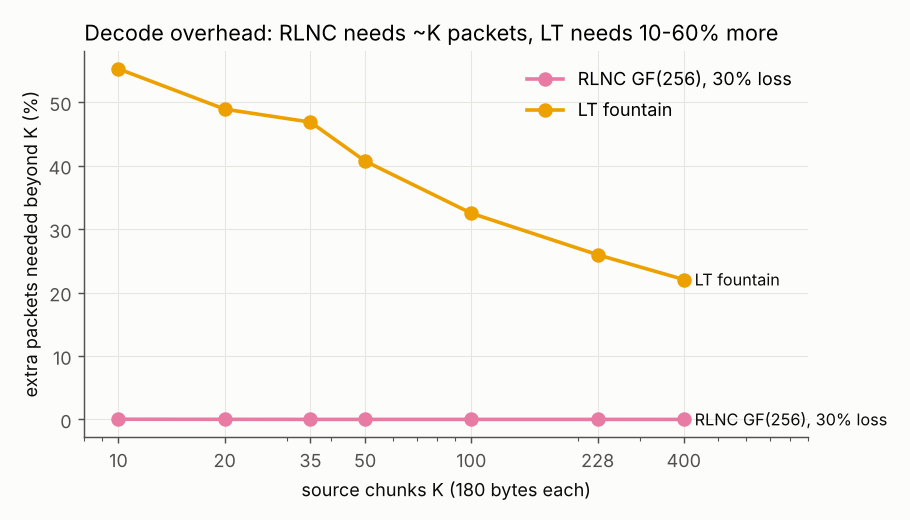 Decode overhead: RLNC needs ~K packets, LT needs 10-60% more
RLNC GF(256), 30% loss
LT fountain
extra packets needed beyond K (%)
50
40
30
20
10
0
LT fountain
RLNC GF(256), 30% loss
10 20 35 50 100 228 400
source chunks K (180 bytes each)